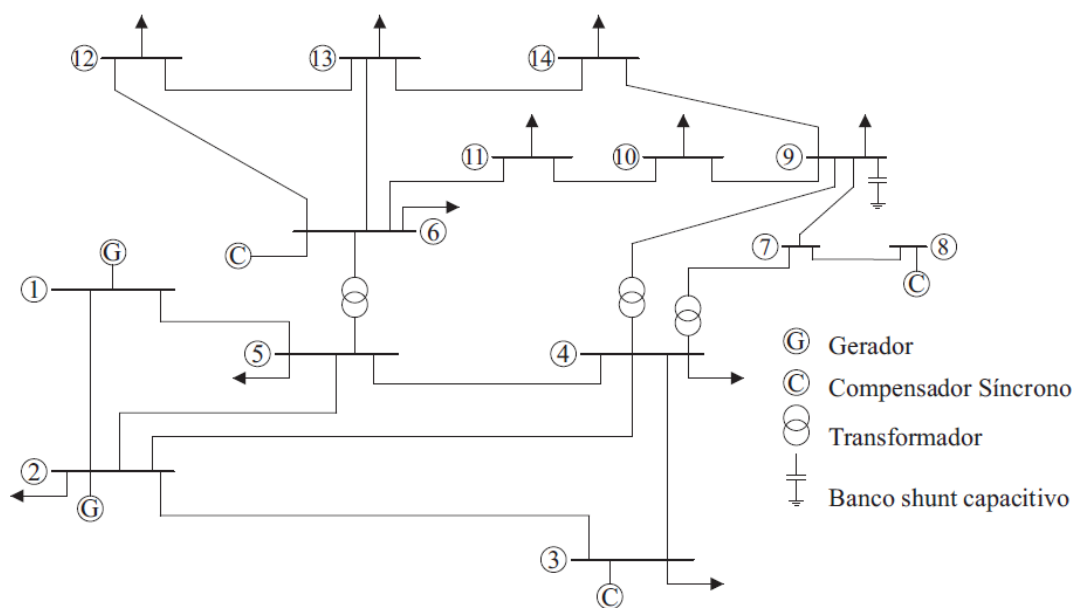 12
13
14
11
10
9
6
C
7
8
C
G
1
5
4
2
G
3
C
G Gerador
C Compensador Síncrono
Transformador
Banco shunt capacitivo